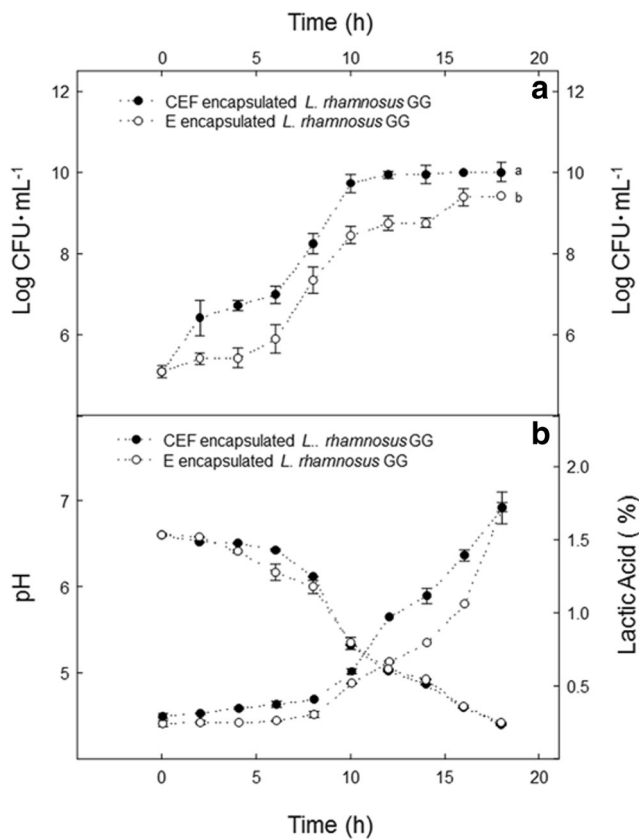 Time (h)
0 5 10 15 20
a
CEF encapsulated L. rhamnosus GG
E encapsulated L. rhamnosus GG
12
10
8
6
Log CFU·mL-1
12
10
8
6
Log CFU·mL-1
a
b
b
CEF encapsulated L.. rhamnosus GG
E encapsulated L. rhamnosus GG
7
6
5
pH
2.0
1.5
1.0
0.5
Lactic Acid ( %)
0 5 10 15 20
Time (h)